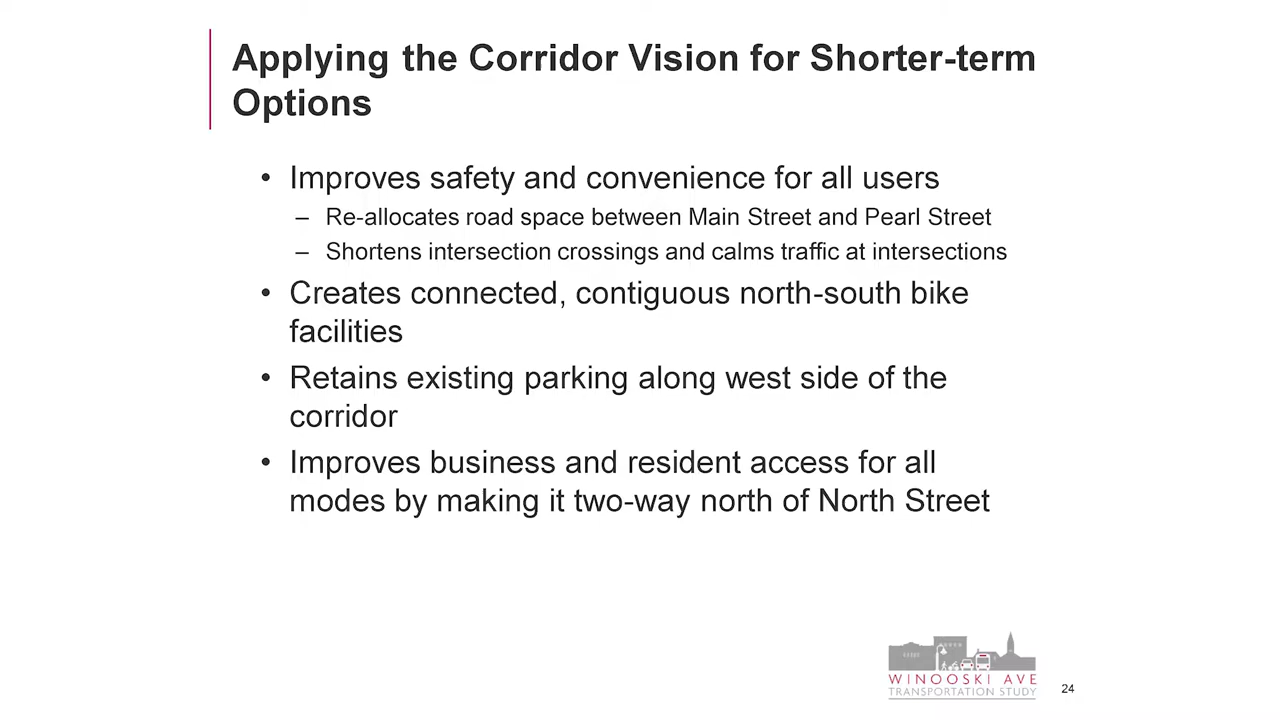 Applying the Corridor Vision for Shorter-term
Options
• Improves safety and convenience for all users
– Re-allocates road space between Main Street and Pearl Street
– Shortens intersection crossings and calms traffic at intersections
• Creates connected, contiguous north-south bike
facilities
• Retains existing parking along west side of the
corridor
• Improves business and resident access for all
modes by making it two-way north of North Street
WINOOSKI AVE
TRANSPORTATION STUDY
24